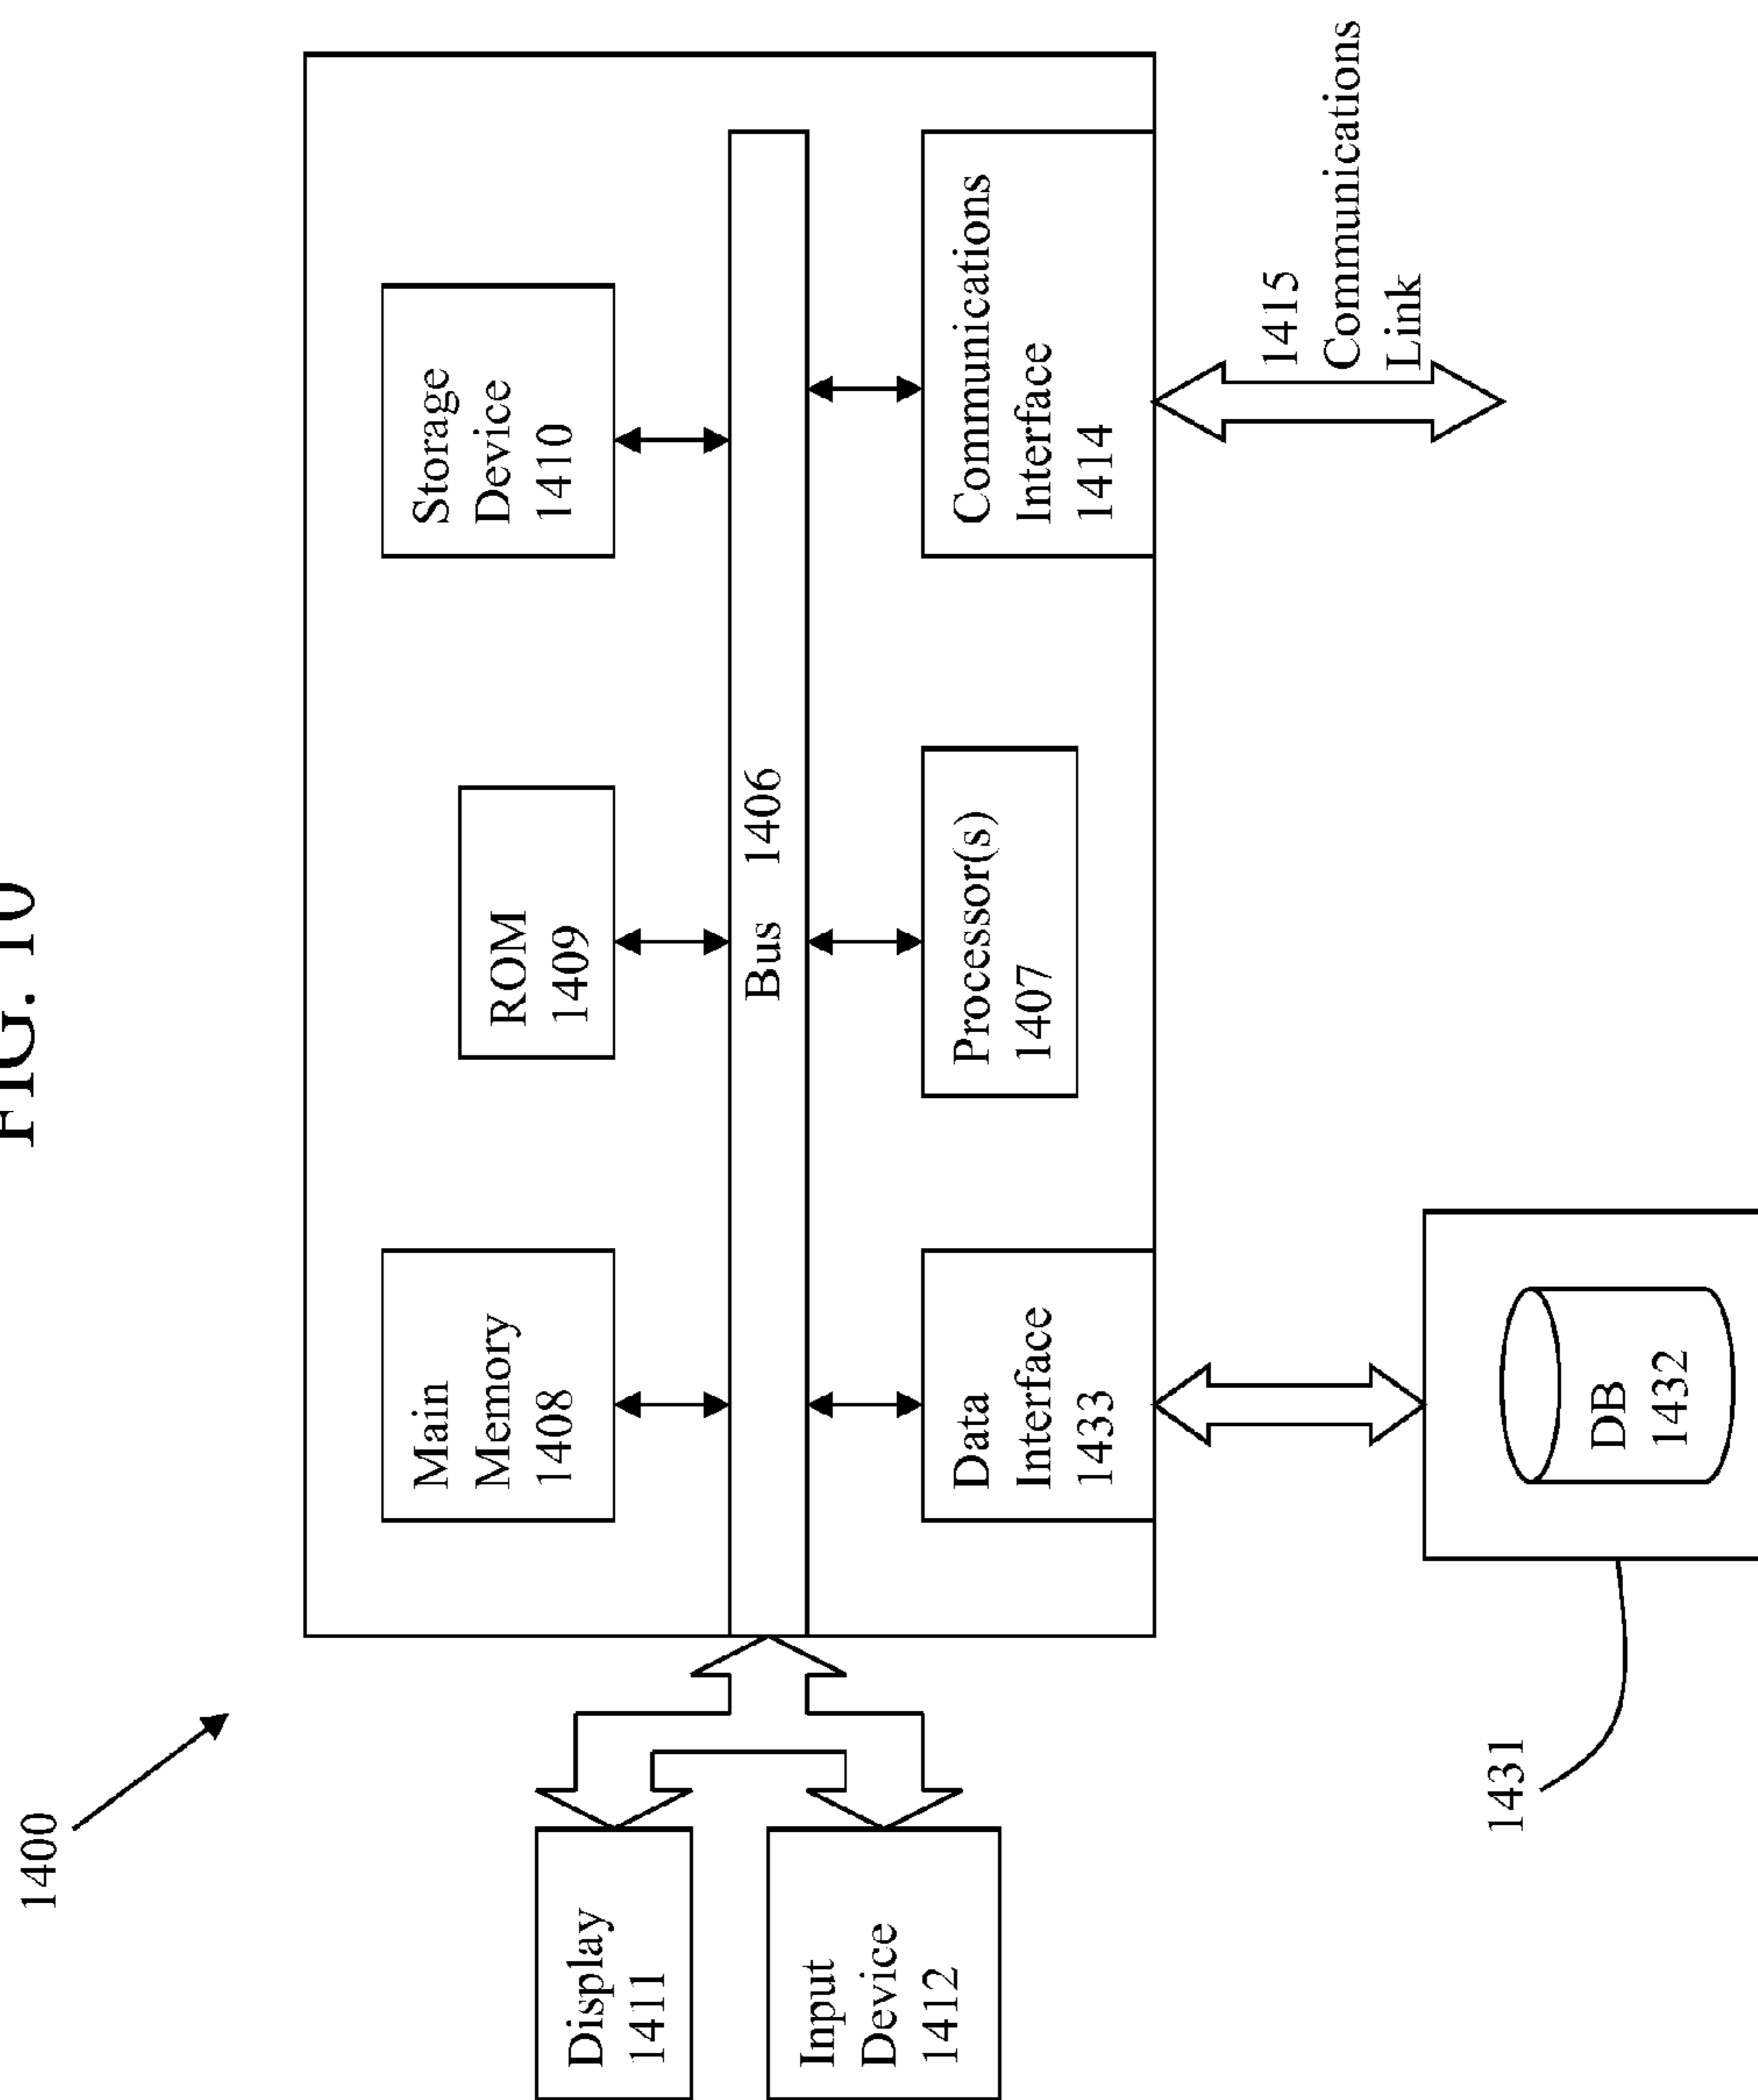 FIG. 10
1400
Main
Memory
1408
ROM
1409
Storage
Device
1410
Display
1411
Bus 1406
Input
Device
1412
Data
Interface
1433
Processor(s)
1407
Communications
Interface
1414
1415
Communications
Link
1431
DB
1432